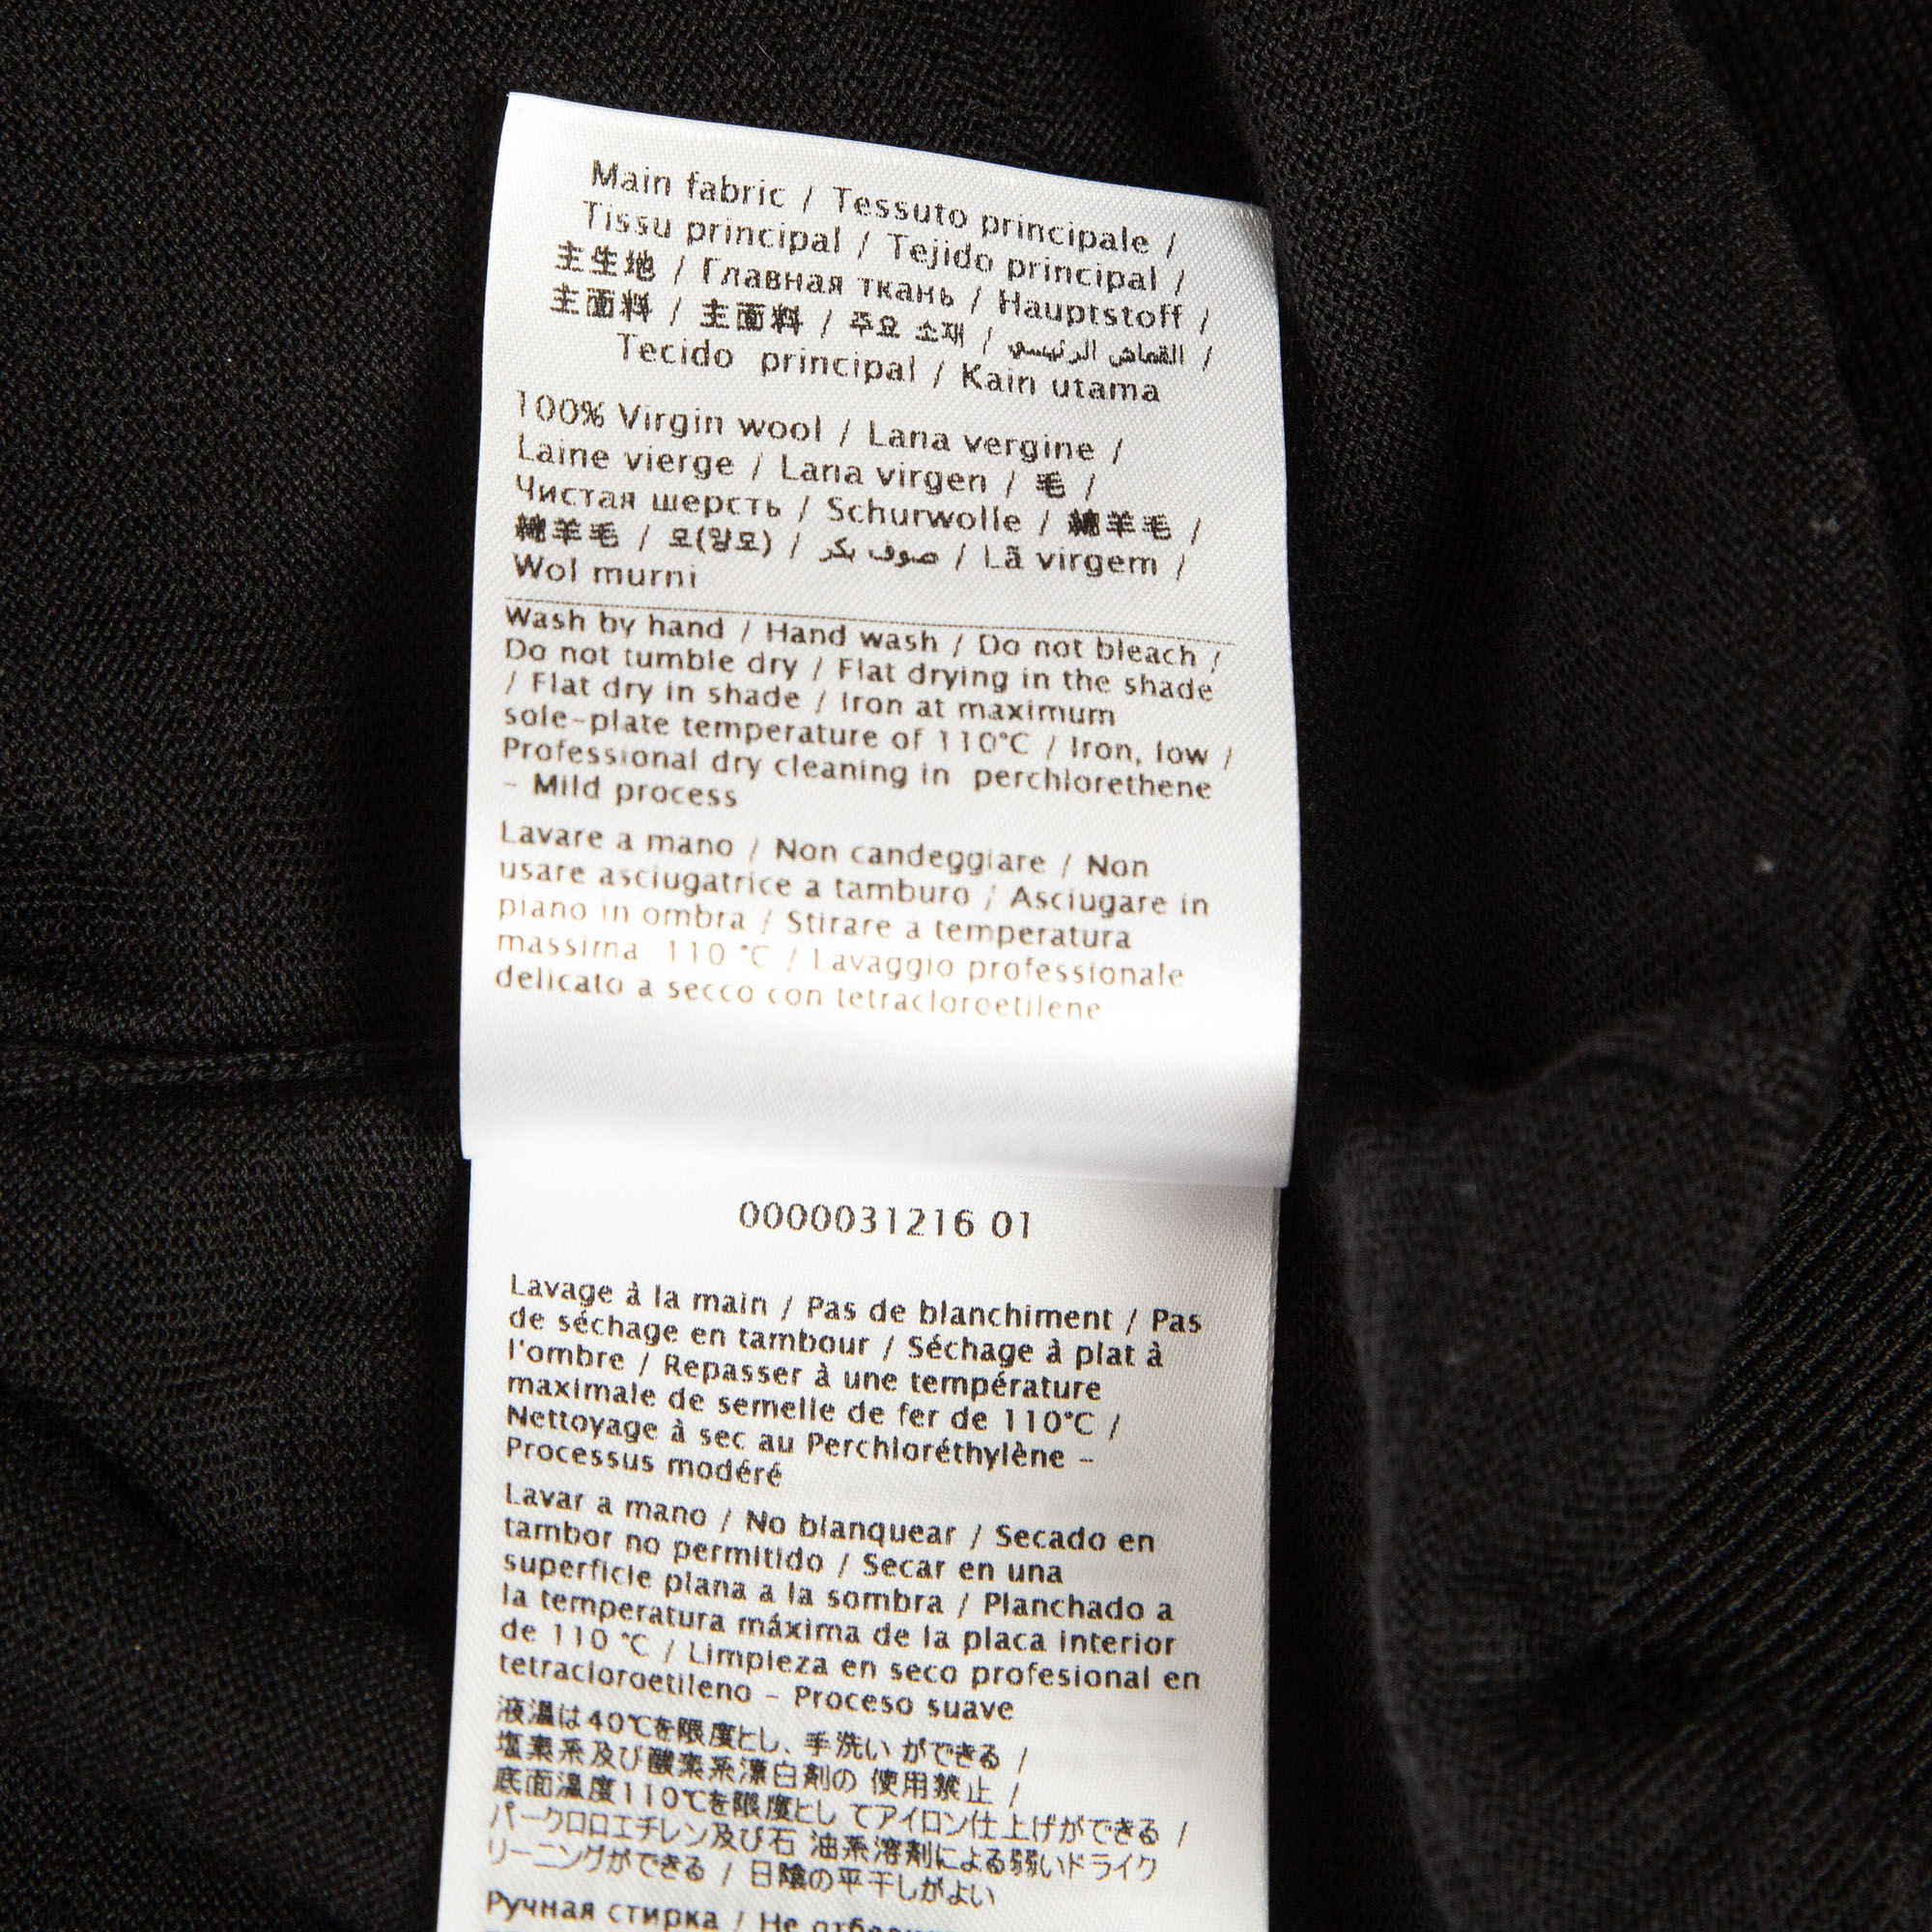 Main fabric / Tessuto principale /
Tissu principal / Tejido principal /
主生地 / Главная ткань / Hauptstoff /
主面料 / 主面料 / 주요 소재 / القماش الرئيسي /
Tecido principal / Kain utama
100% Virgin wool / Lana vergine /
Laine vierge / Lana virgen / 毛 /
Чистая шерсть / Schurwolle / 綿羊毛 /
綿羊毛 / 모(양모) / صوف بكر / Lã virgem /
Wol murni
Wash by hand / Hand wash / Do not bleach /
Do not tumble dry / Flat drying in the shade
/ Flat dry in shade / Iron at maximum
sole-plate temperature of 110°C / Iron, low /
Professional dry cleaning in perchlorethene
- Mild process
Lavare a mano / Non candeggiare / Non
usare asciugatrice a tamburo / Asciugare in
piano in ombra / Stirare a temperatura
massima 110 °C / Lavaggio professionale
delicato a secco con tetracloroetilene
0000031216 01
Lavage à la main / Pas de blanchiment / Pas
de séchage en tambour / Séchage à plat à
l'ombre / Repasser à une température
maximale de semelle de fer de 110°C /
Nettoyage à sec au Perchloréthylène -
Processus modéré
Lavar a mano / No blanquear / Secado en
tambor no permitido / Secar en una
superficie plana a la sombra / Planchado a
la temperatura máxima de la placa interior
de 110 °C / Limpieza en seco profesional en
tetracloroetileno - Proceso suave
液温は40℃を限度とし、手洗い ができる /
塩素系及び酸素系漂白剤の 使用禁止 /
底面温度110℃を限度とし てアイロン仕上げができる /
パークロロエチレン及び石 油系溶剤による弱いドライク
リーニングができる / 日陰の平干しがよい
Ручная стирка / Не